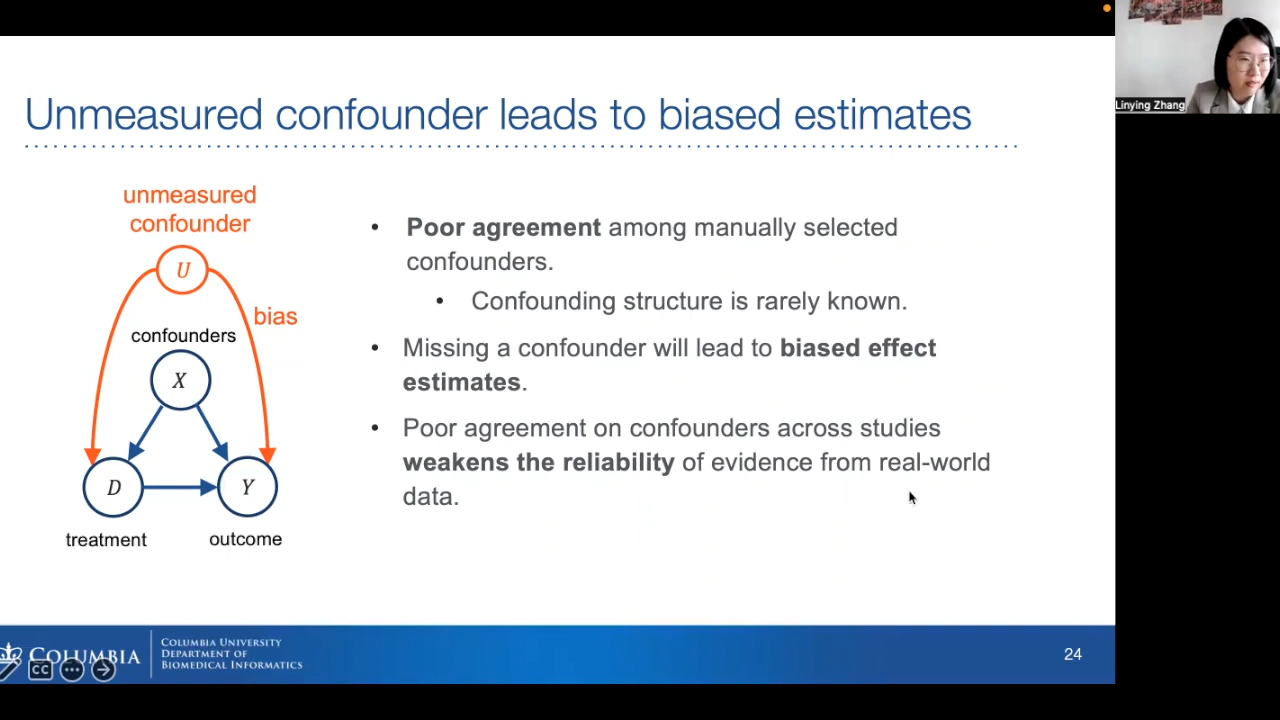 Unmeasured confounder leads to biased estimates
unmeasured
confounder
U
bias
confounders
X
D
Y
treatment
outcome
• Poor agreement among manually selected
confounders.
• Confounding structure is rarely known.
• Missing a confounder will lead to biased effect
estimates.
• Poor agreement on confounders across studies
weakens the reliability of evidence from real-world
data.
COLUMBIA
COLUMBIA UNIVERSITY
DEPARTMENT OF
BIOMEDICAL INFORMATICS
CC
24
Linying Zhang